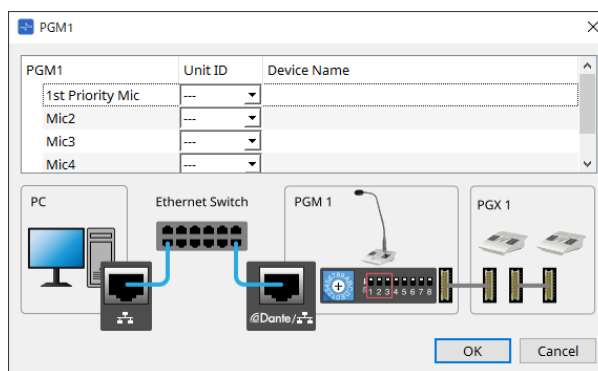 PGM1
PGM1 Unit ID Device Name
1st Priority Mic ---
Mic2 ---
Mic3 ---
Mic4 ---
PC
Ethernet Switch
PGM 1
PGX 1
1 2 3 4 5 6 7 8
Dante/
OK Cancel